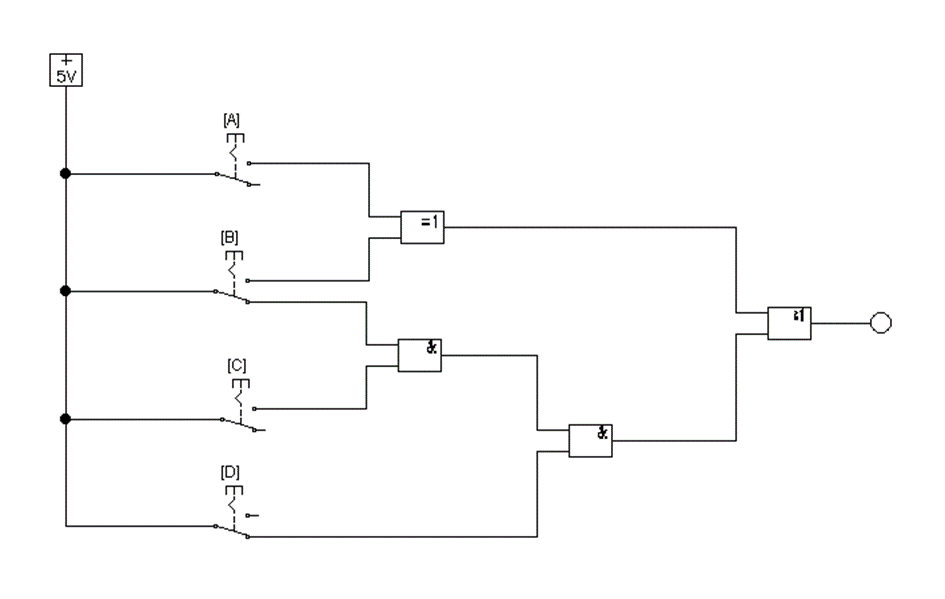 +
5V
[A]
=1
[B]
≥1
&
[C]
&
[D]